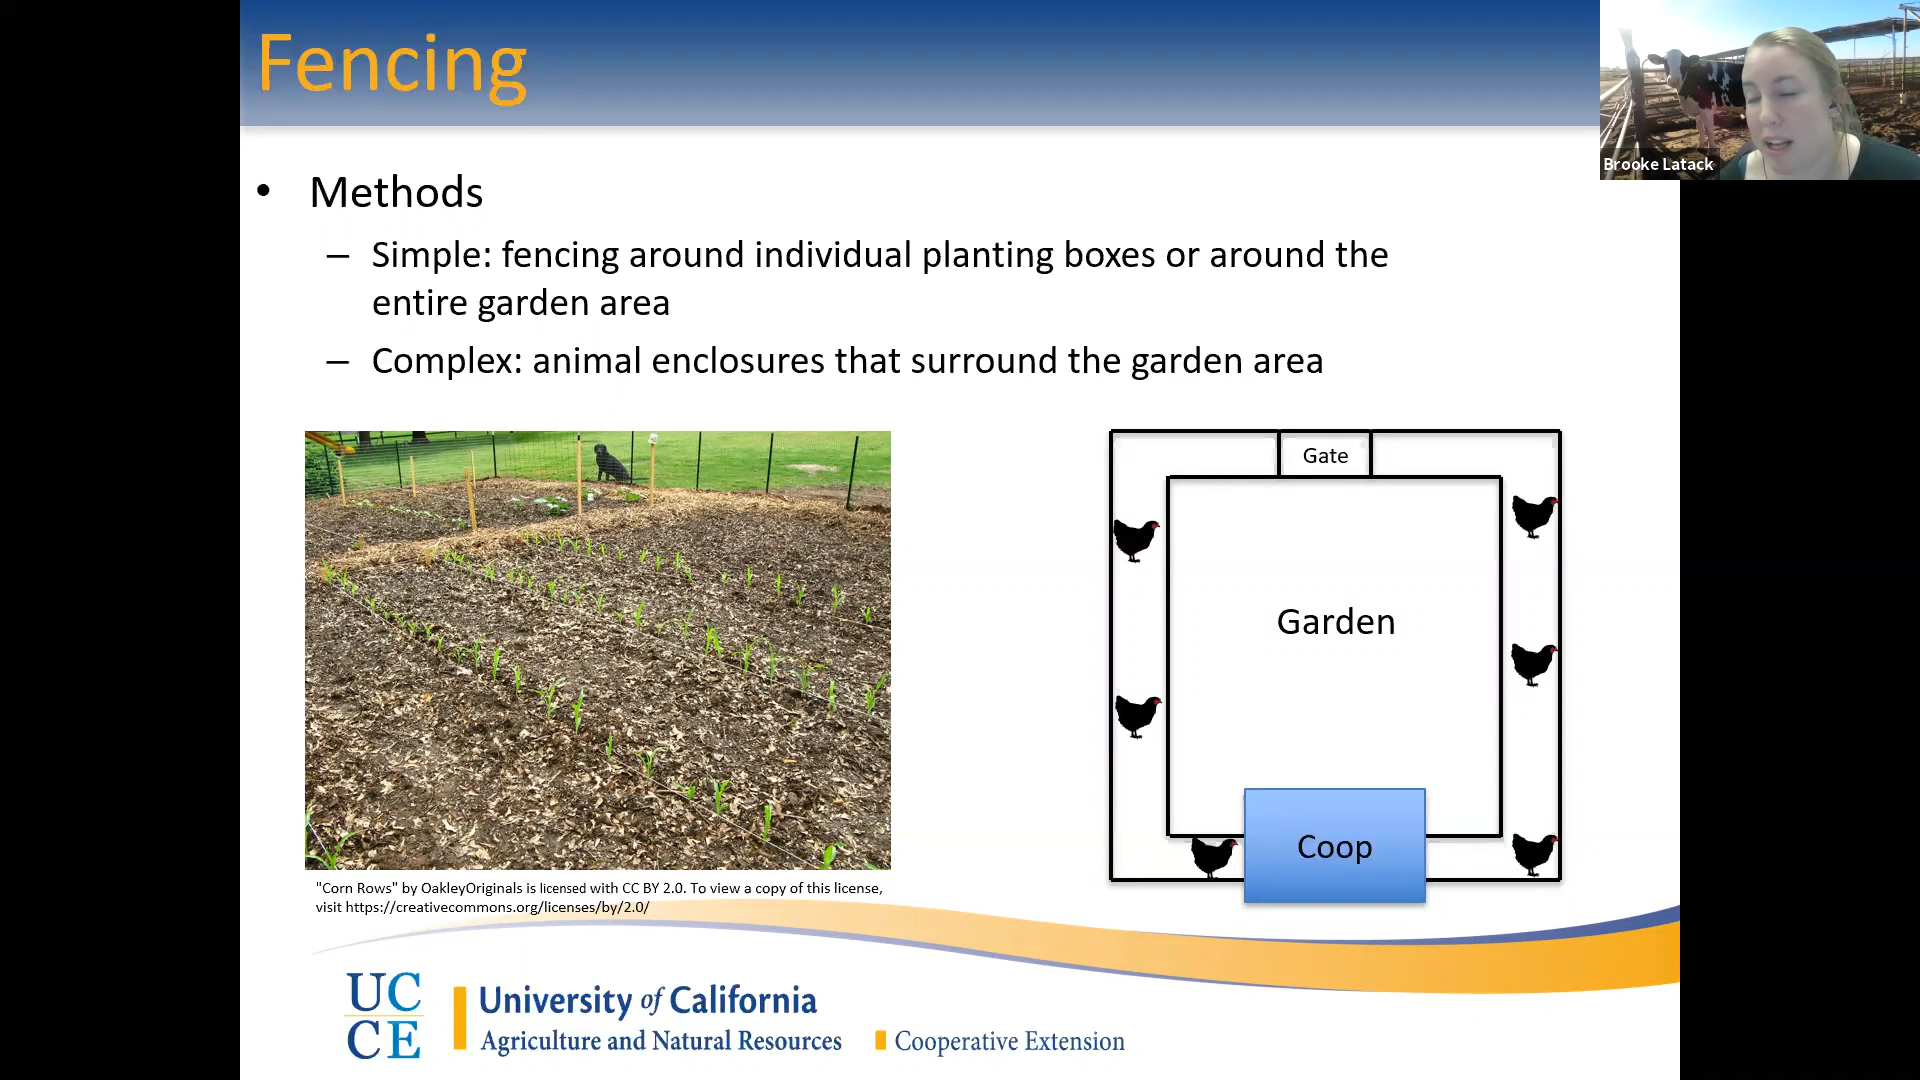 Fencing
Brooke Latack
• Methods
– Simple: fencing around individual planting boxes or around the
entire garden area
– Complex: animal enclosures that surround the garden area
Gate
Garden
Coop
"Corn Rows" by OakleyOriginals is licensed with CC BY 2.0. To view a copy of this license,
visit https://creativecommons.org/licenses/by/2.0/
UC
CE
University of California
Agriculture and Natural Resources
Cooperative Extension